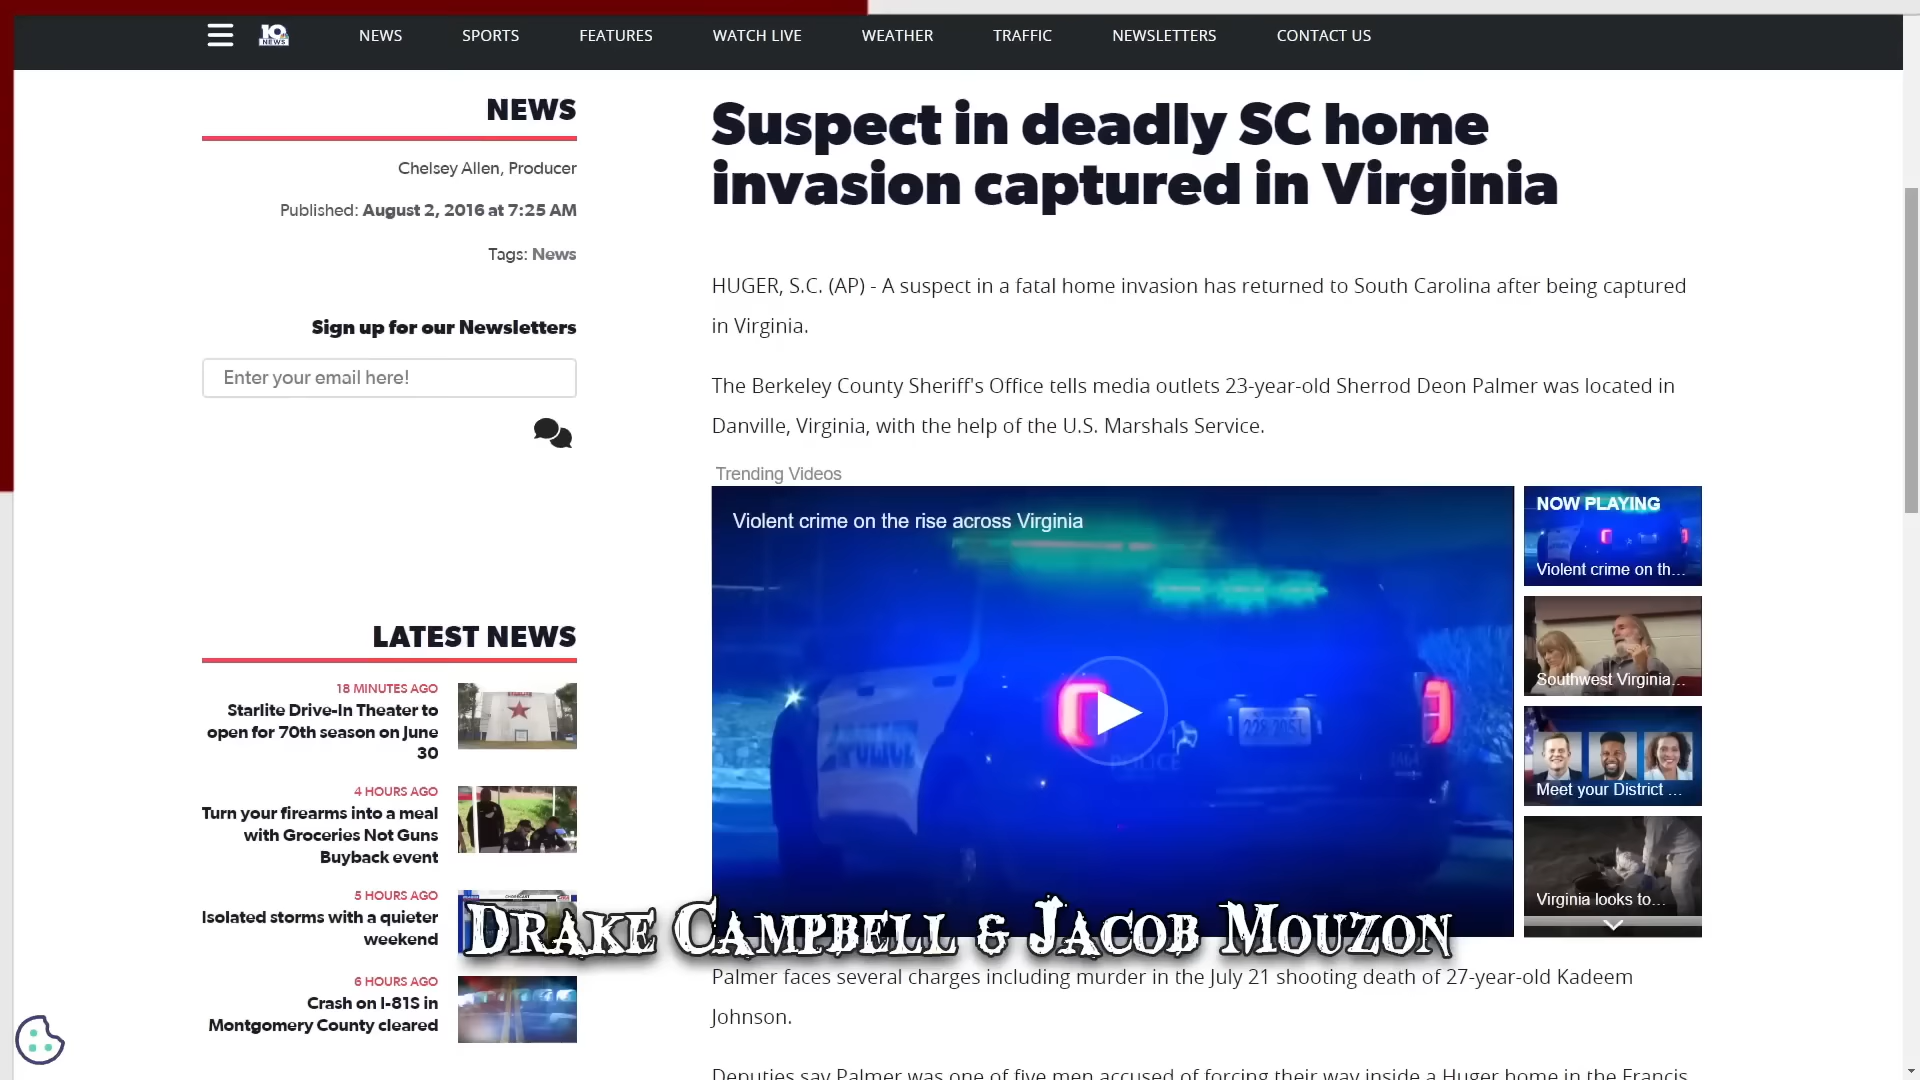 10
NEWS
NEWS
SPORTS
FEATURES
WATCH LIVE
WEATHER
TRAFFIC
NEWSLETTERS
CONTACT US
NEWS
Chelsey Allen, Producer
Published: August 2, 2016 at 7:25 AM
Tags: News
Sign up for our Newsletters
Enter your email here!
LATEST NEWS
18 MINUTES AGO
Starlite Drive-In Theater to
open for 70th season on June
30
4 HOURS AGO
Turn your firearms into a meal
with Groceries Not Guns
Buyback event
5 HOURS AGO
Isolated storms with a quieter
weekend
6 HOURS AGO
Crash on I-81S in
Montgomery County cleared
Suspect in deadly SC home
invasion captured in Virginia
HUGER, S.C. (AP) - A suspect in a fatal home invasion has returned to South Carolina after being captured
in Virginia.
The Berkeley County Sheriff's Office tells media outlets 23-year-old Sherrod Deon Palmer was located in
Danville, Virginia, with the help of the U.S. Marshals Service.
Trending Videos
Violent crime on the rise across Virginia
POLICE
POLICE
NOW PLAYING
Violent crime on th...
Southwest Virginia...
Meet your District ...
Virginia looks to...
DRAKE CAMPBELL & JACOB MOUZON
Palmer faces several charges including murder in the July 21 shooting death of 27-year-old Kadeem
Johnson.
Deputies say Palmer was one of five men accused of forcing their way inside a Huger home in the Francis